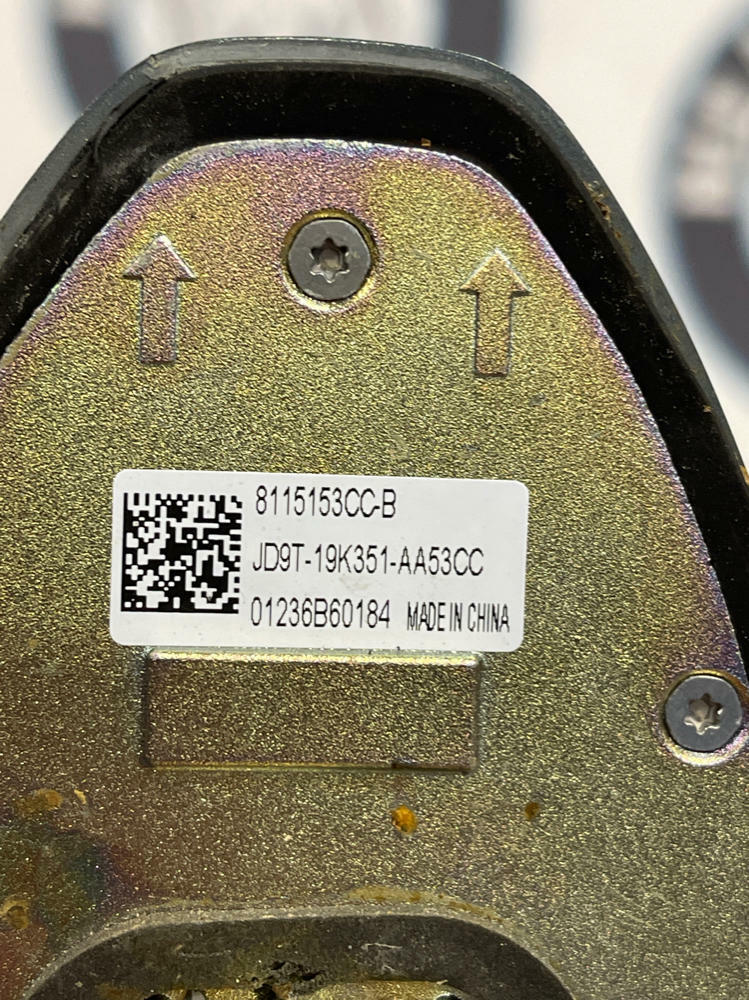 8115153CC-B
JD9T-19K351-AA53CC
01236B60184 MADE IN CHINA